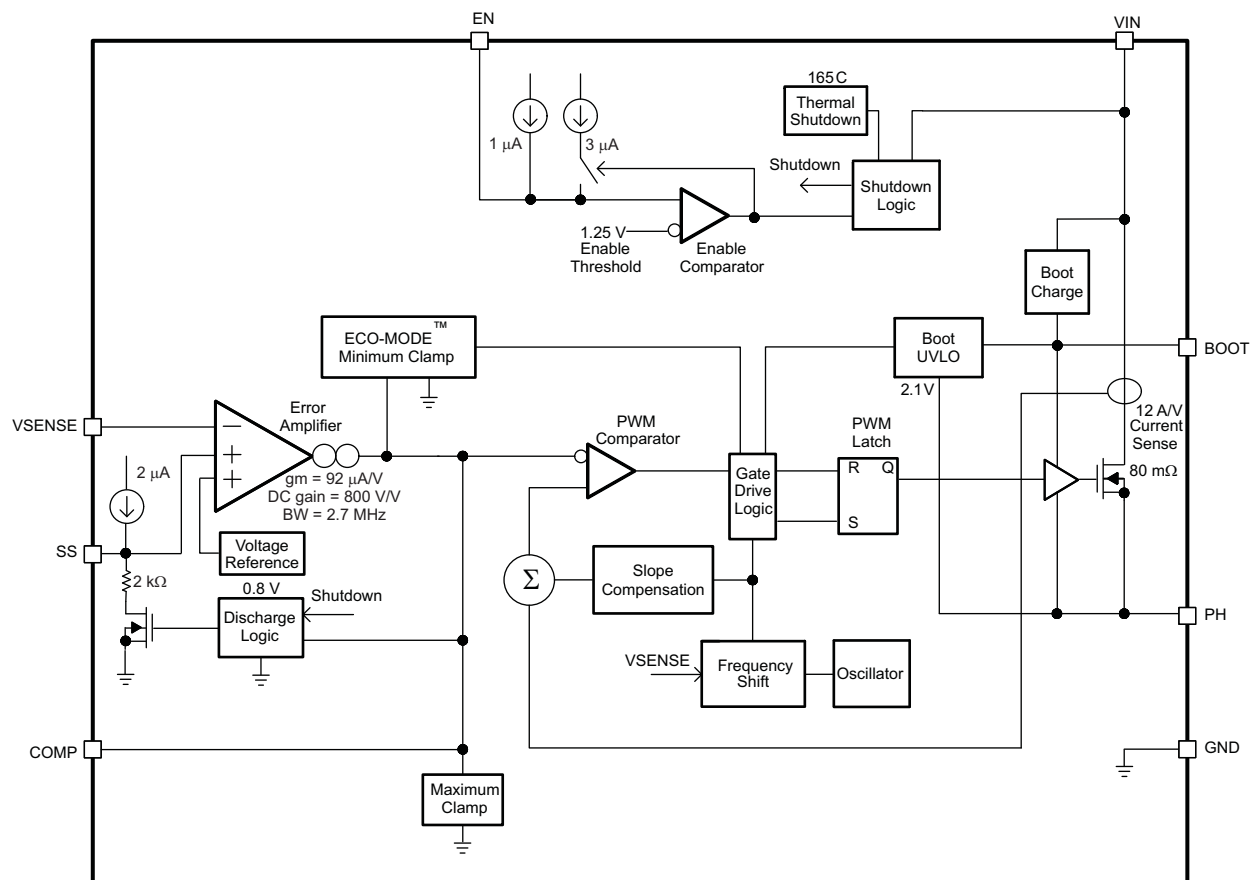 EN
VIN
165C
Thermal
Shutdown
1 μA
3 μA
Shutdown
Shutdown
Logic
1.25 V
Enable
Threshold
Enable
Comparator
Boot
Charge
ECO-MODE™
Minimum Clamp
Boot
UVLO
2.1V
BOOT
12 A/V
Current
Sense
80 mΩ
VSENSE
Error
Amplifier
−
+
+
gm = 92 μA/V
DC gain = 800 V/V
BW = 2.7 MHz
PWM
Comparator
PWM
Latch
R Q
S
Gate
Drive
Logic
2 μA
SS
Voltage
Reference
2 kΩ
0.8 V
Shutdown
Discharge
Logic
Σ
Slope
Compensation
PH
VSENSE
Frequency
Shift
Oscillator
COMP
GND
Maximum
Clamp